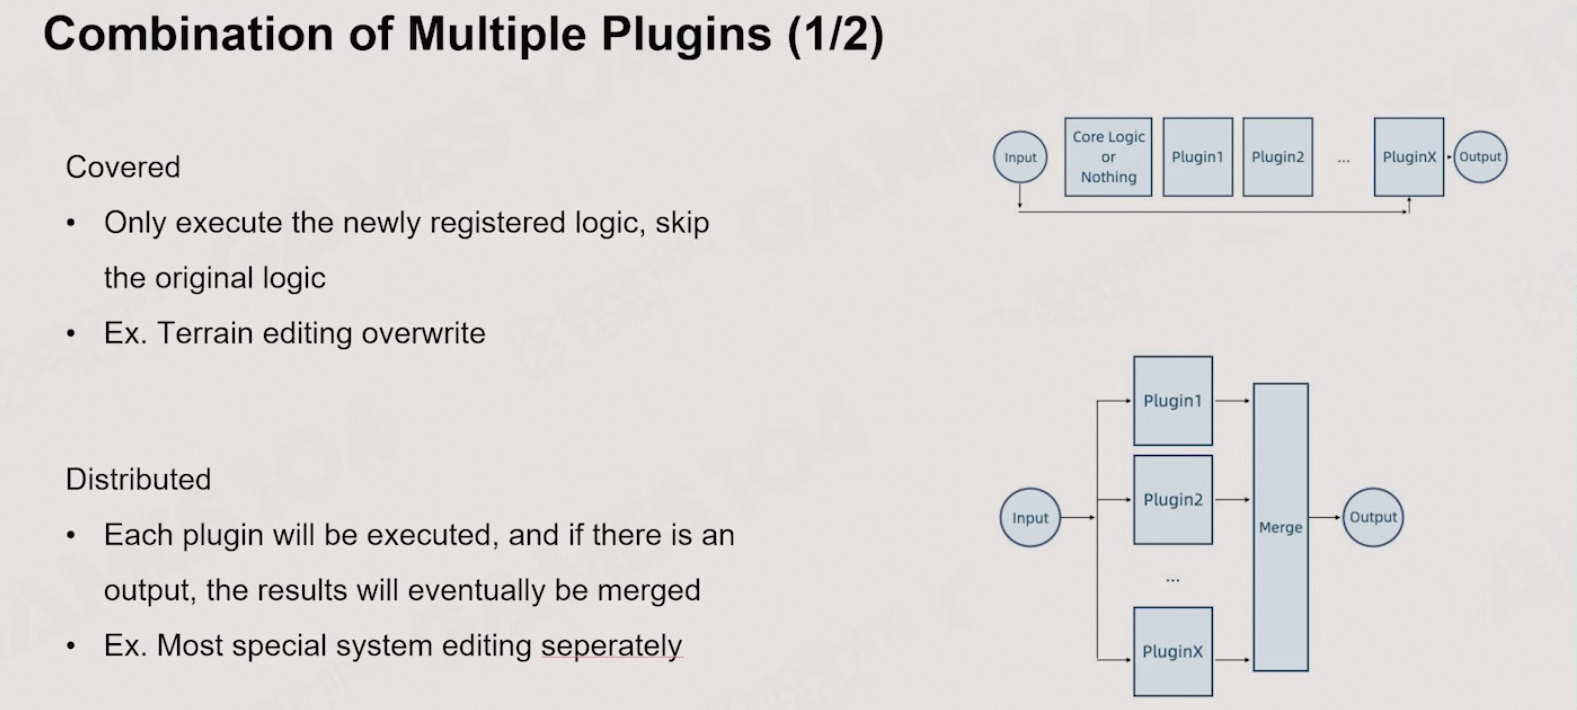 Combination of Multiple Plugins (1/2)
Covered
• Only execute the newly registered logic, skip
the original logic
• Ex. Terrain editing overwrite
Input
Core Logic
or
Nothing
Plugin1
Plugin2
...
PluginX
Output
Distributed
• Each plugin will be executed, and if there is an
output, the results will eventually be merged
• Ex. Most special system editing seperately
Input
Plugin1
Plugin2
...
PluginX
Merge
Output
GAMES104